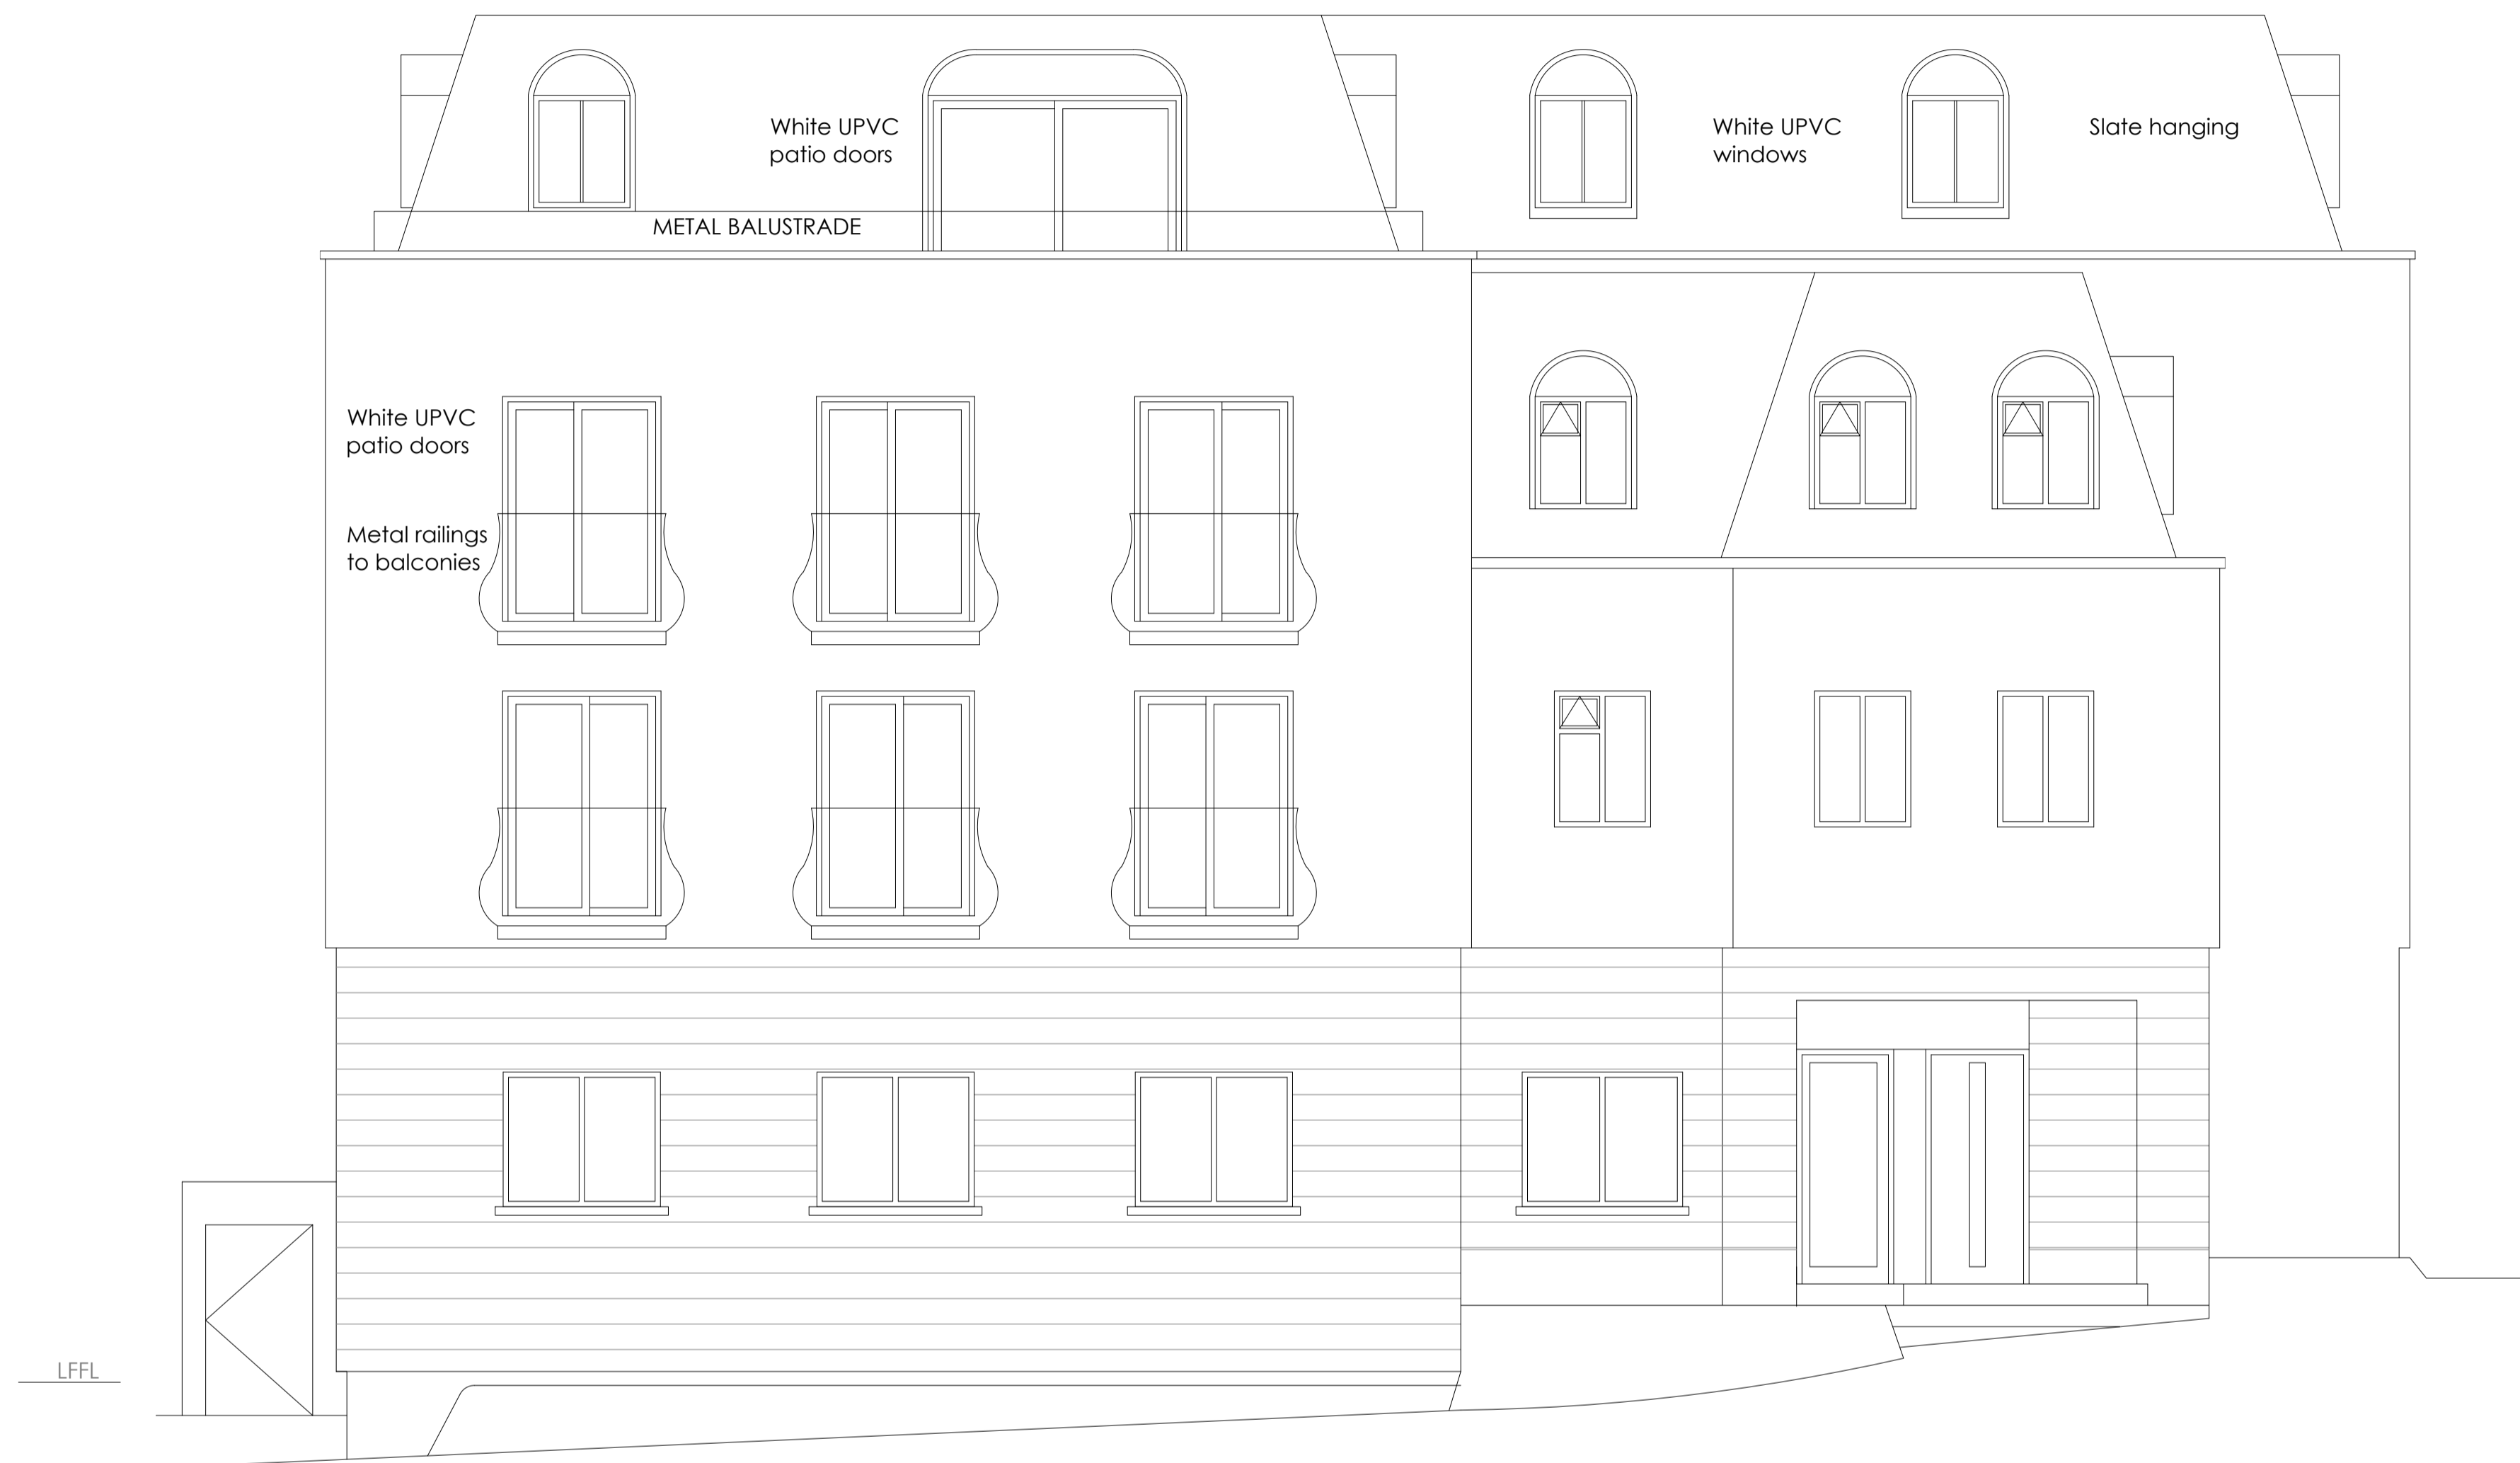 White UPVC
patio doors
White UPVC
windows
Slate hanging
METAL BALUSTRADE
White UPVC
patio doors
Metal railings
to balconies
LFFL